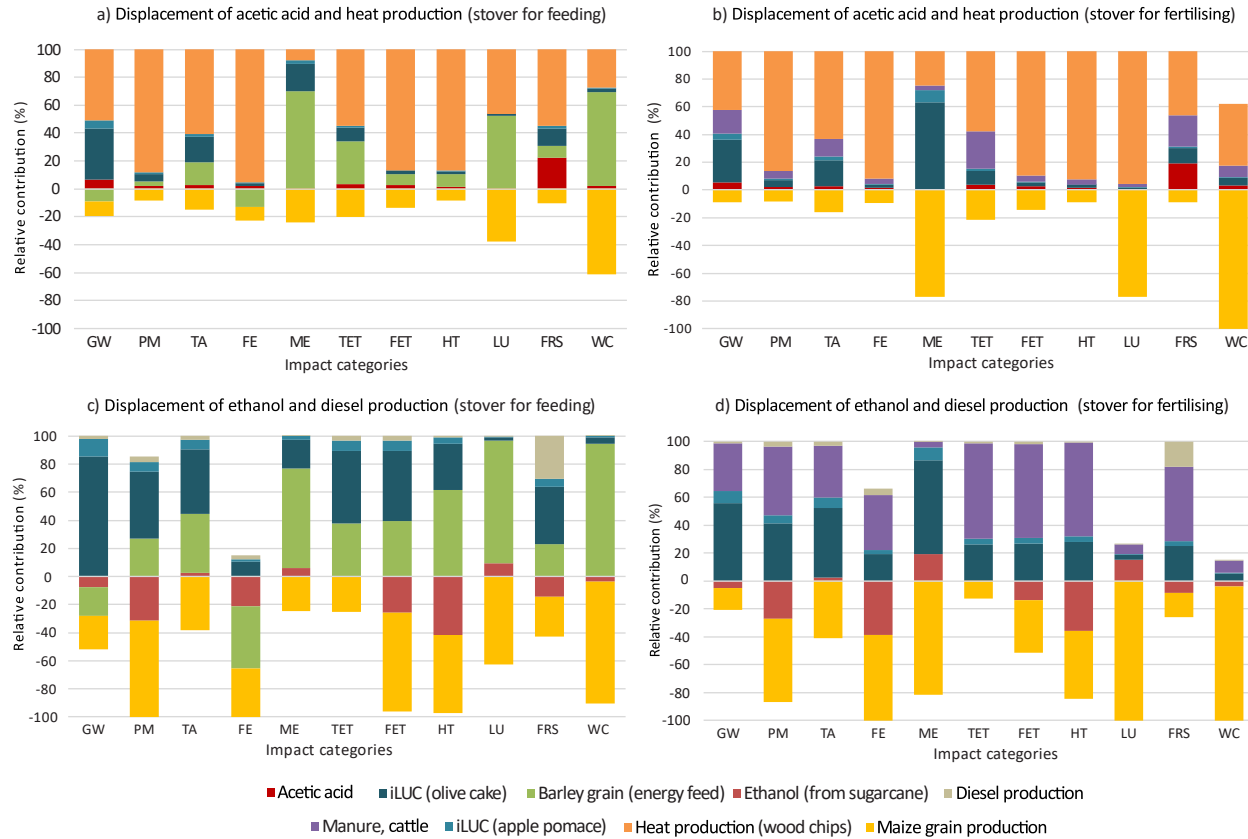 a) Displacement of acetic acid and heat production (stover for feeding)
Relative contribution (%)
100
80
60
40
20
0
-20
-40
-60
-80
-100
GW PM TA FE ME TET FET HT LU FRS WC
Impact categories
b) Displacement of acetic acid and heat production (stover for fertilising)
Relative contribution (%)
100
80
60
40
20
0
-20
-40
-60
-80
-100
GW PM TA FE ME TET FET HT LU FRS WC
Impact categories
c) Displacement of ethanol and diesel production (stover for feeding)
Relative contribution (%)
100
80
60
40
20
0
-20
-40
-60
-80
-100
GW PM TA FE ME TET FET HT LU FRS WC
Impact categories
d) Displacement of ethanol and diesel production (stover for fertilising)
Relative contribution (%)
100
80
60
40
20
0
-20
-40
-60
-80
-100
GW PM TA FE ME TET FET HT LU FRS WC
Impact categories
Acetic acid iLUC (olive cake) Barley grain (energy feed) Ethanol (from sugarcane) Diesel production
Manure, cattle iLUC (apple pomace) Heat production (wood chips) Maize grain production